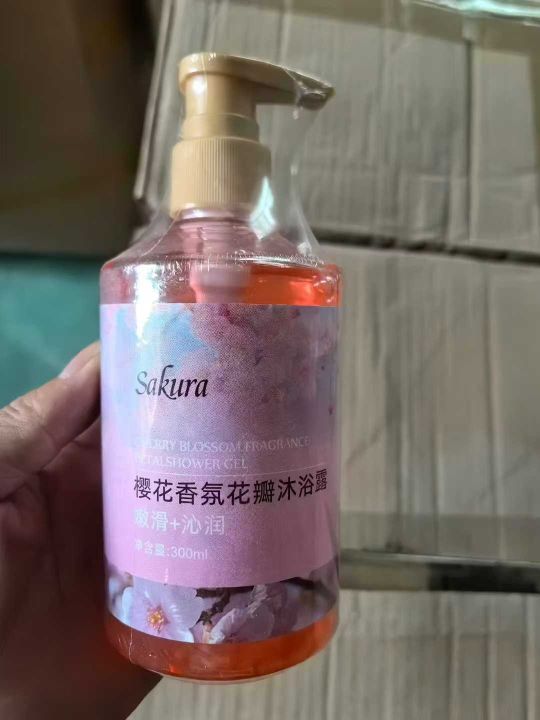 Sakura
CHERRY BLOSSOM FRAGRANCE
PETALSHOWER GEL
樱花香氛花瓣沐浴露
嫩滑+沁润
净含量:300ml